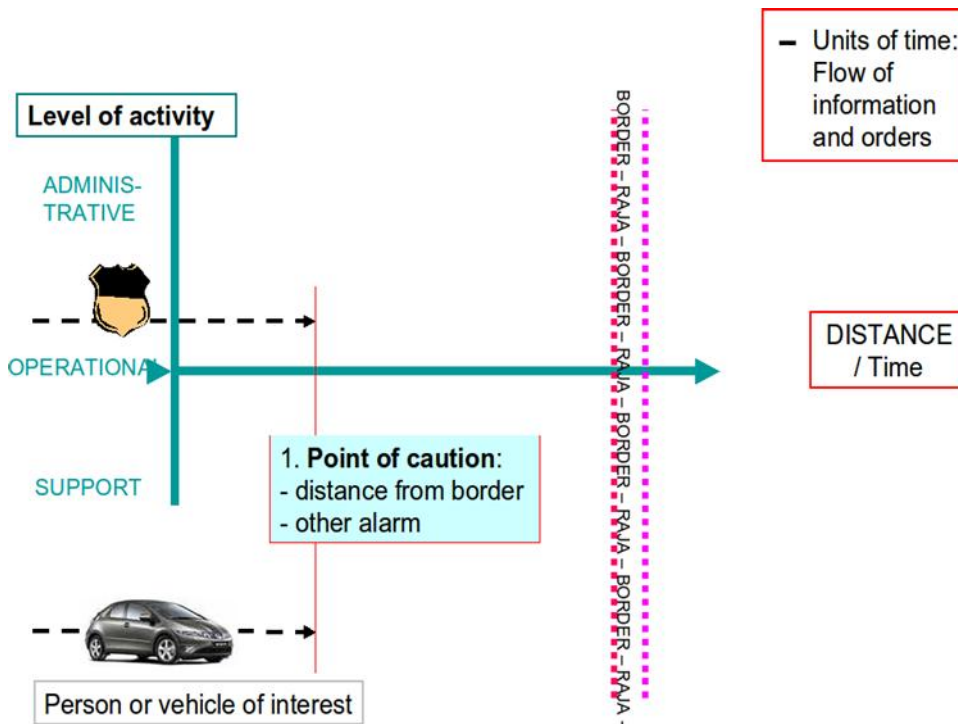 – Units of time:
Flow of
information
and orders
Level of activity
ADMINIS-
TRATIVE
OPERATIONAL
SUPPORT
BORDER – RAJA – BORDER – RAJA – BORDER – RAJA – BORDER – RAJA – BORDER – RAJA -
DISTANCE
/ Time
1. Point of caution:
- distance from border
- other alarm
Person or vehicle of interest